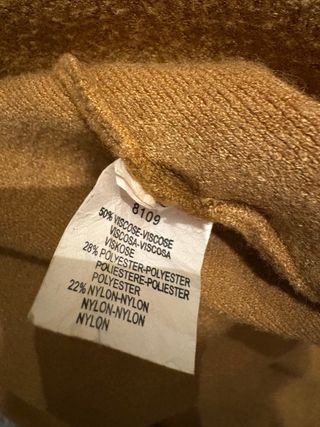 8109
50% VISCOSE-VISCOSE
VISCOSA-VISCOSA
VISKOSE
28% POLYESTER-POLYESTER
POLIESTERE-POLIESTER
POLYESTER
22% NYLON-NYLON
NYLON-NYLON
NYLON